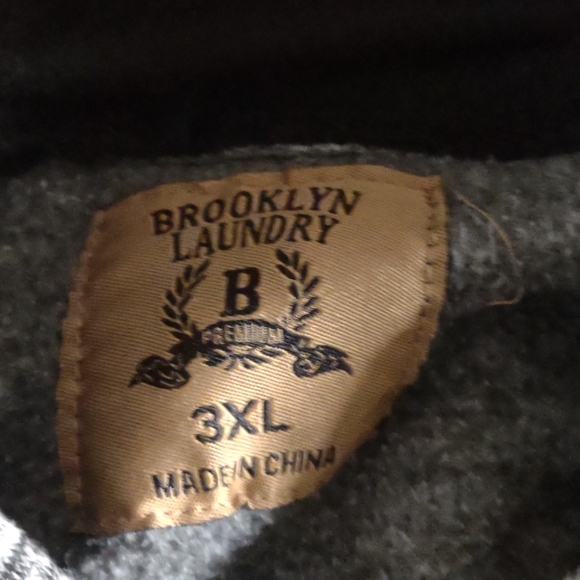 BROOKLYN
LAUNDRY
B
PREMIUM
3XL
MADE IN CHINA